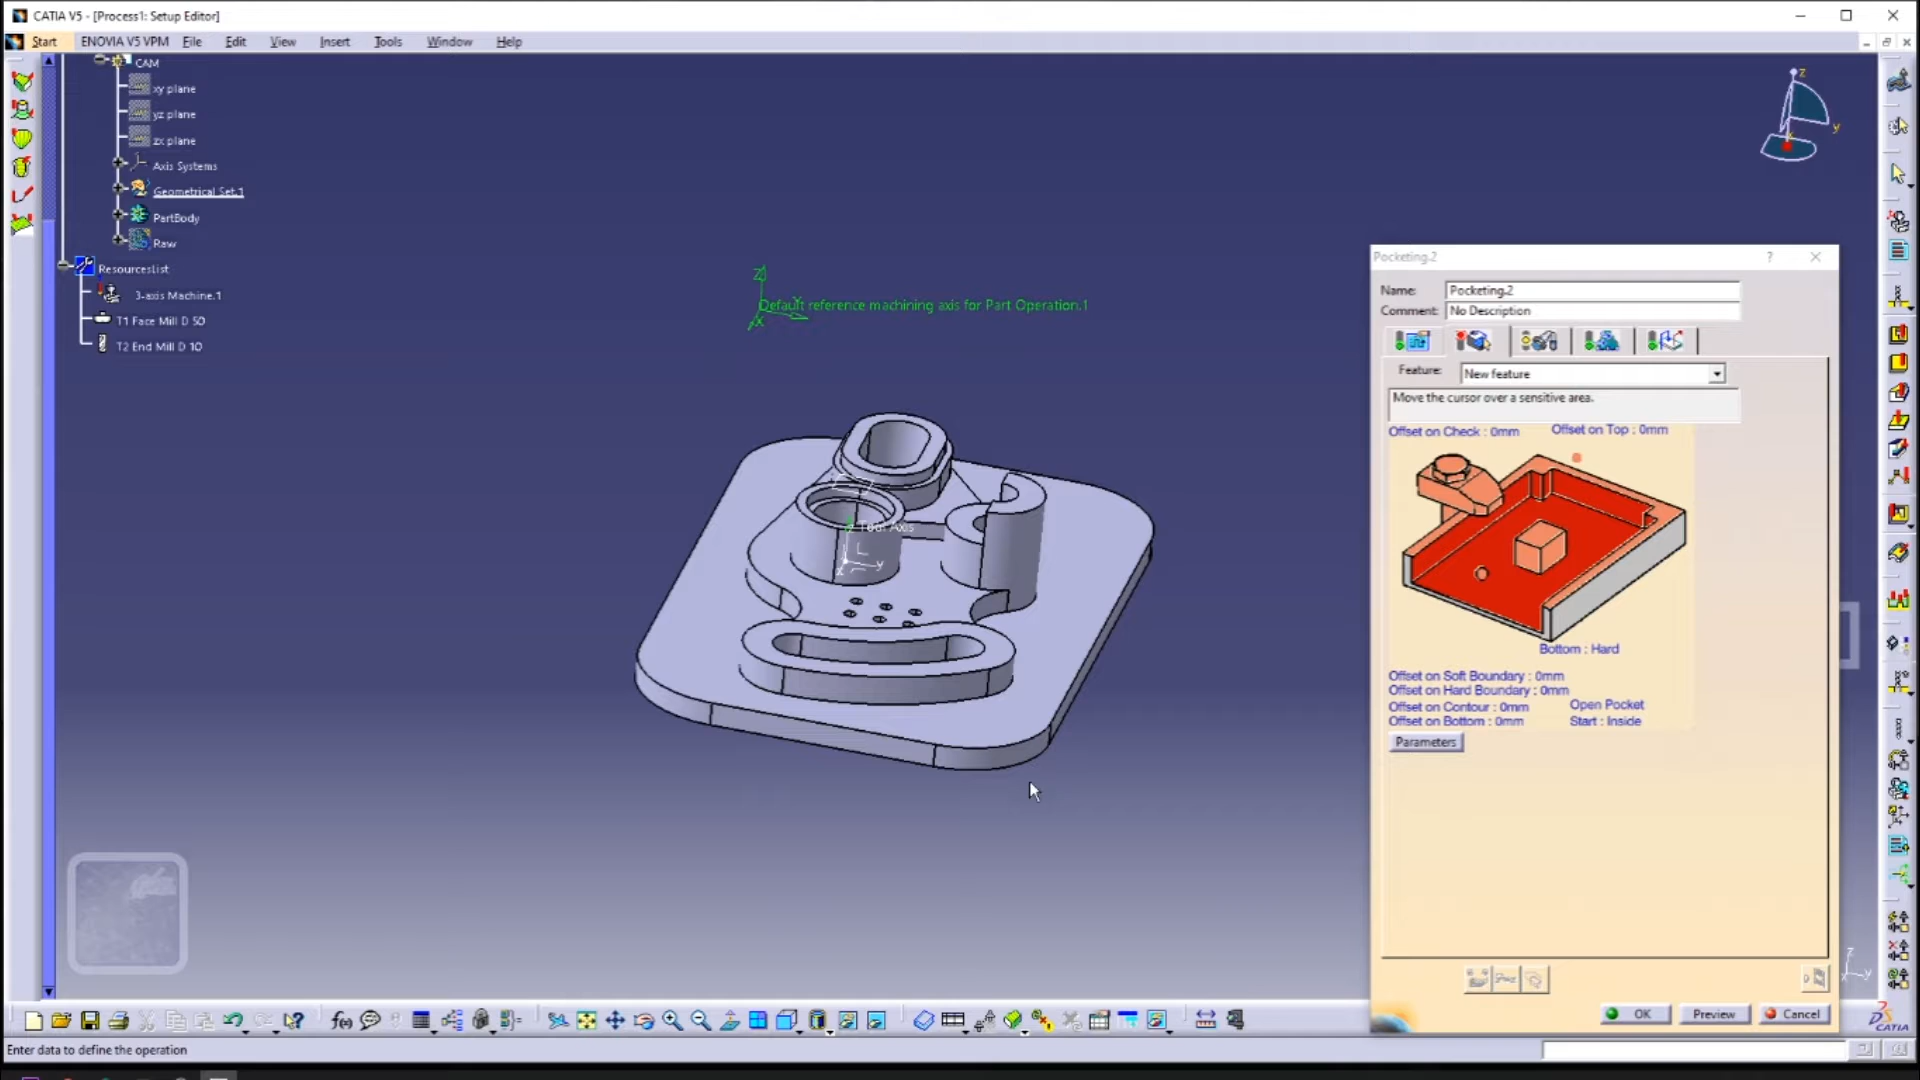 CATIA V5 - [Process1: Setup Editor]
Start
ENOVIA V5 VPM
File
Edit
View
Insert
Tools
Window
Help
CAM
xy plane
yz plane
zx plane
Axis Systems
Geometrical Set.1
PartBody
Raw
ResourcesList
3-axis Machine.1
T1 Face Mill D 50
T2 End Mill D 10
z
y
Z
Default reference machining axis for Part Operation.1
X
Tool Axis
x
y
Pocketing.2
?
Name:
Pocketing.2
Comment:
No Description
Feature:
New feature
Move the cursor over a sensitive area.
Offset on Check : 0mm
Offset on Top : 0mm
Bottom : Hard
Offset on Soft Boundary : 0mm
Offset on Hard Boundary : 0mm
Offset on Contour : 0mm
Open Pocket
Offset on Bottom : 0mm
Start : Inside
Parameters
OK
Preview
Cancel
z
y
f(x)
CATIA
Enter data to define the operation